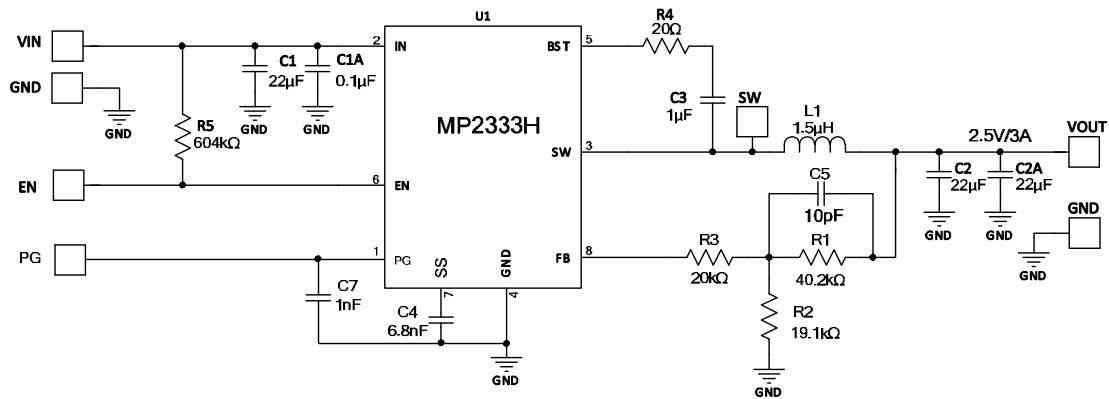 U1
VIN
GND
GND
R5
604kΩ
C1
22µF
GND
C1A
0.1µF
GND
2
IN
MP2333H
BST
5
R4
20Ω
C3
1µF
SW
L1
1.5µH
SW
3
2.5V/3A
VOUT
C2
22µF
GND
C2A
22µF
GND
GND
GND
EN
6
EN
C5
10pF
PG
1
PG
FB
8
R3
20kΩ
R1
40.2kΩ
R2
19.1kΩ
GND
C7
1nF
SS
7
GND
4
C4
6.8nF
GND